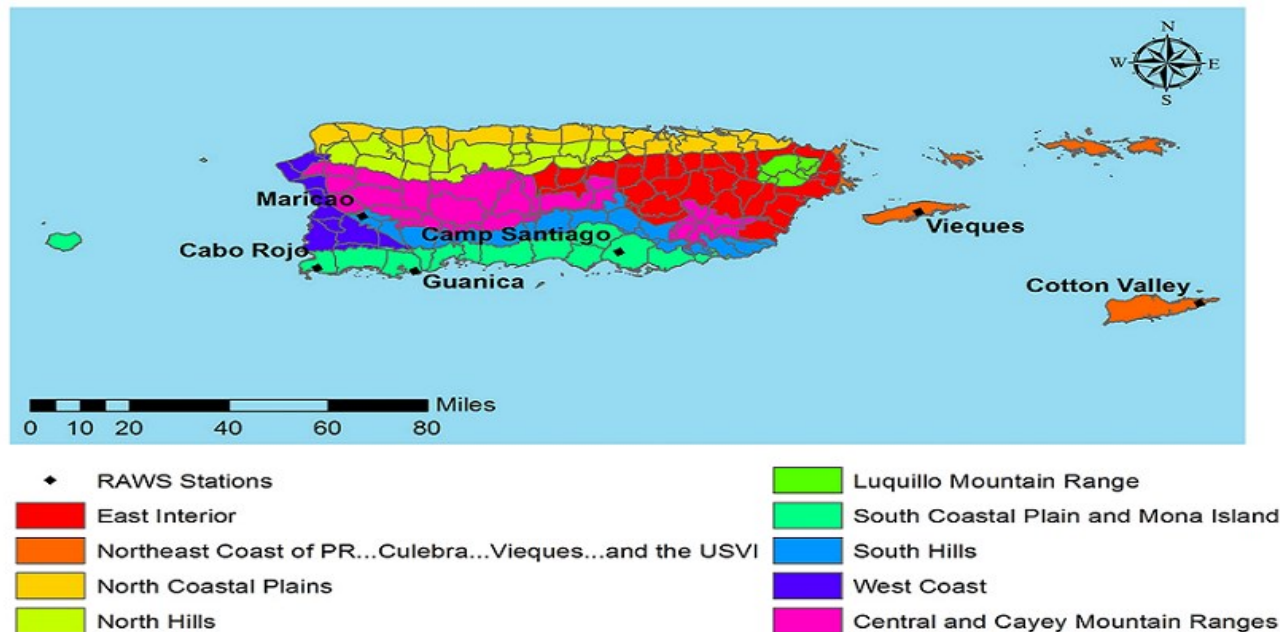 N
W E
S
Maricao
Camp Santiago
Cabo Rojo
Guanica
Vieques
Cotton Valley
Miles
0 10 20 40 60 80
RAWS Stations
East Interior
Northeast Coast of PR...Culebra...Vieques...and the USVI
North Coastal Plains
North Hills
Luquillo Mountain Range
South Coastal Plain and Mona Island
South Hills
West Coast
Central and Cayey Mountain Ranges